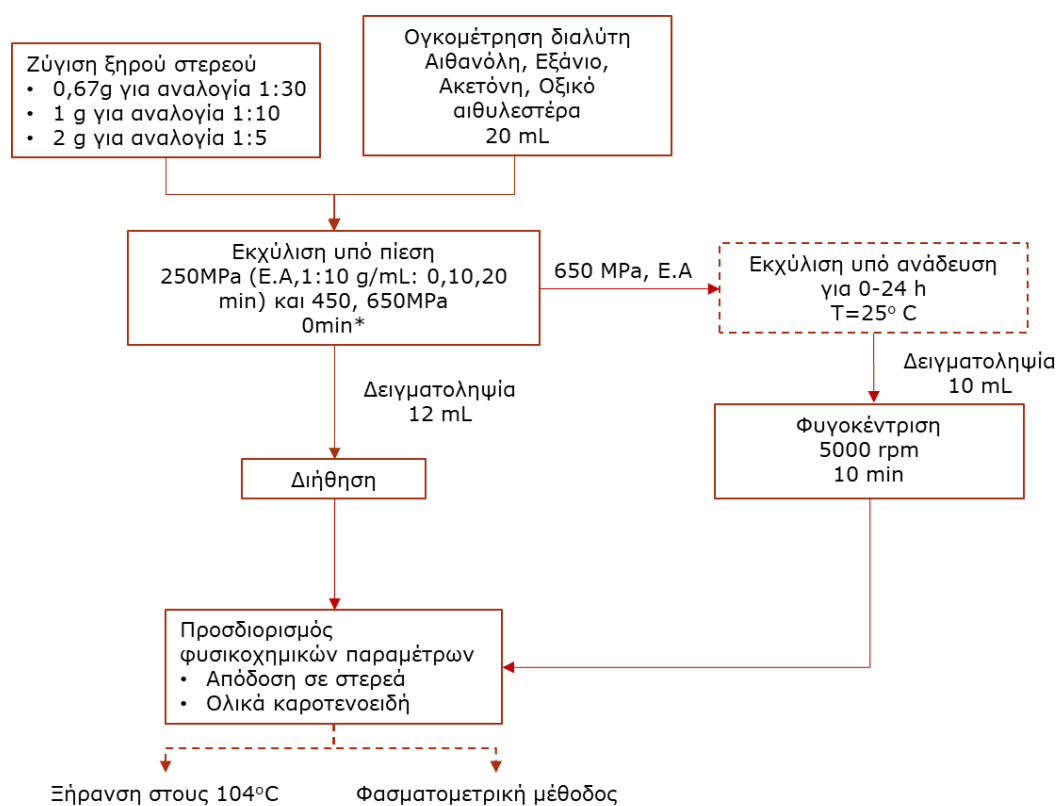 Ζύγιση ξηρού στερεού
• 0,67g για αναλογία 1:30
• 1 g για αναλογία 1:10
• 2 g για αναλογία 1:5
Ογκομέτρηση διαλύτη
Αιθανόλη, Εξάνιο,
Ακετόνη, Οξικό
αιθυλεστέρα
20 mL
Εκχύλιση υπό πίεση
250MPa (Ε.Α,1:10 g/mL: 0,10,20
min) και 450, 650MPa
0min*
650 MPa, Ε.Α
Εκχύλιση υπό ανάδευση
για 0-24 h
T=25° C
Δειγματοληψία
12 mL
Δειγματοληψία
10 mL
Διήθηση
Φυγοκέντριση
5000 rpm
10 min
Προσδιορισμός
φυσικοχημικών παραμέτρων
• Απόδοση σε στερεά
• Ολικά καροτενοειδή
Ξήρανση στους 104°C
Φασματομετρική μέθοδος